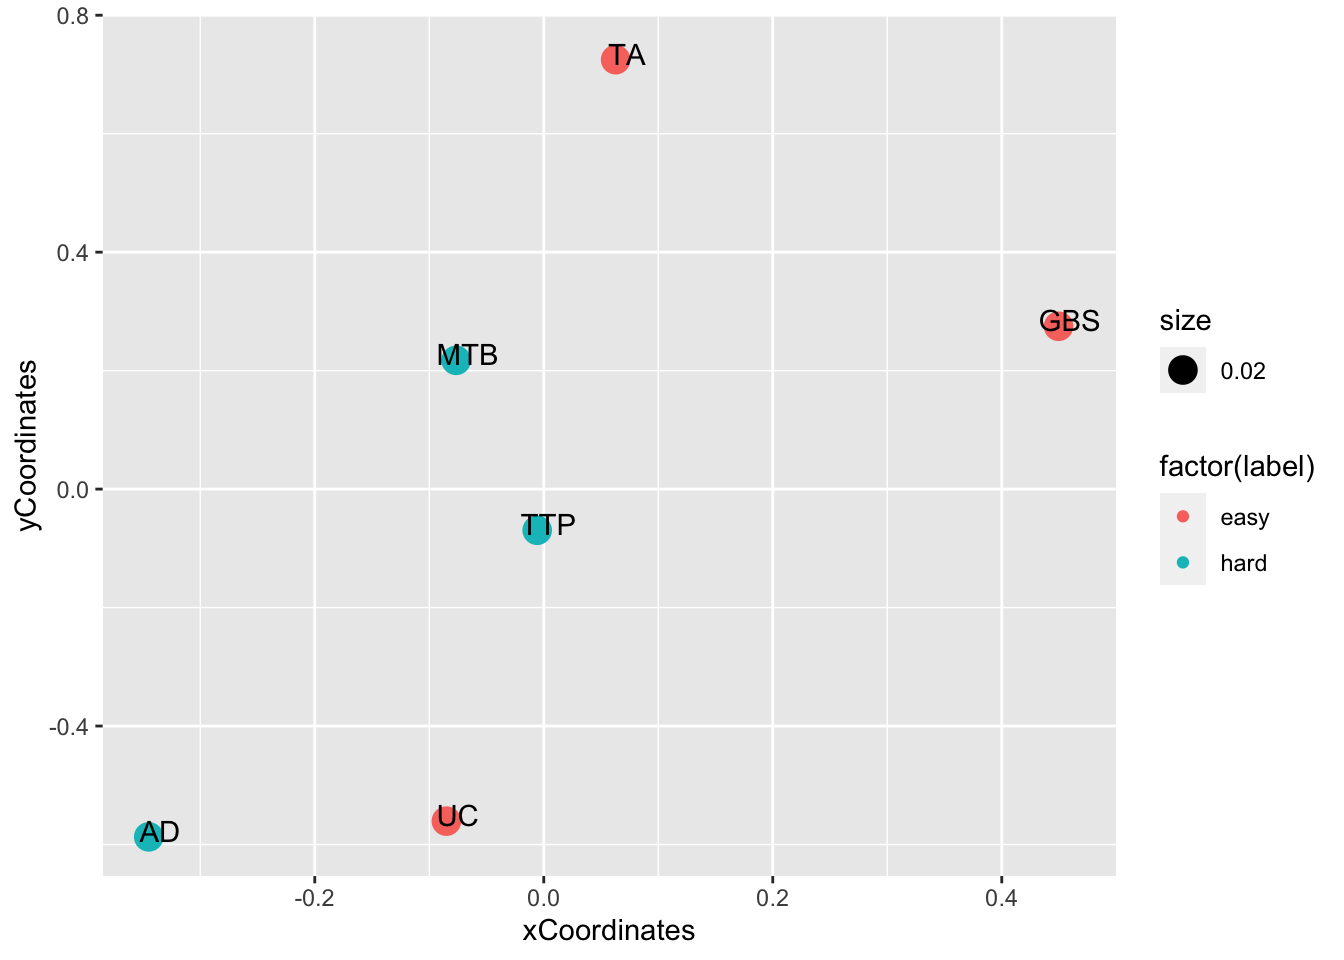 0.8
0.4
0.0
-0.4
yCoordinates
TA
GBS
MTB
TTP
UC
AD
-0.2
0.0
0.2
0.4
xCoordinates
size
0.02
factor(label)
easy
hard